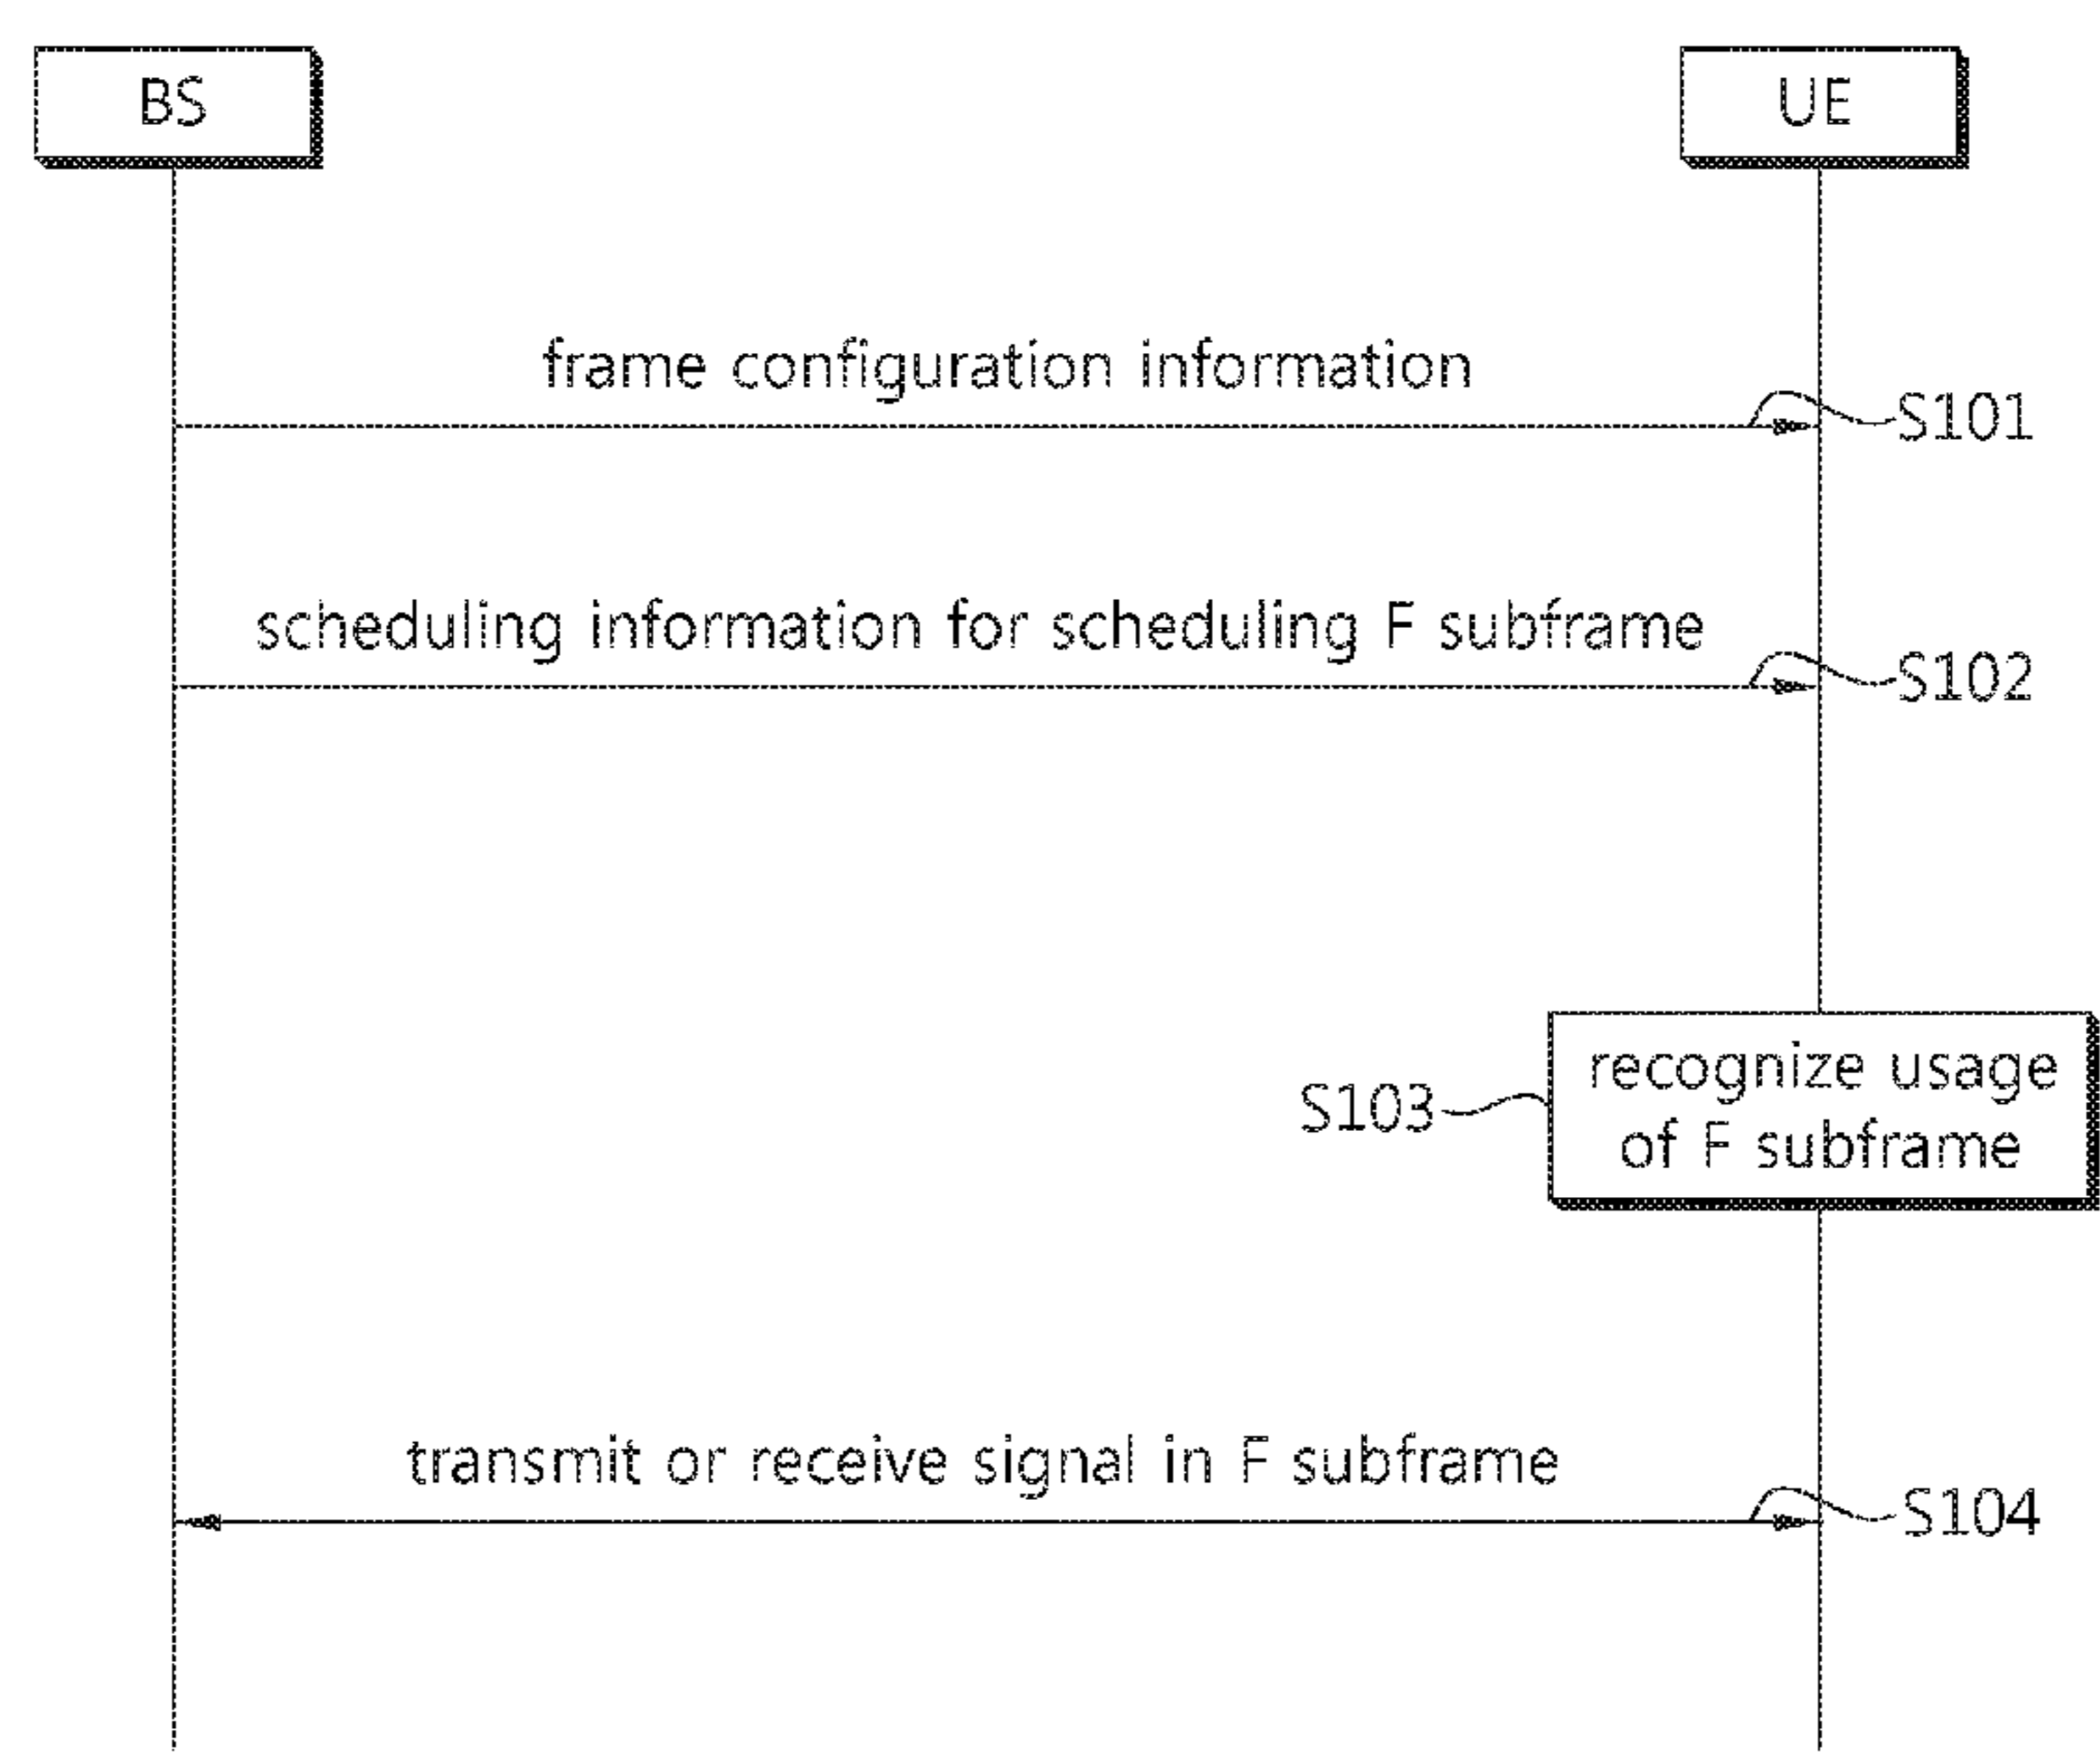 BS
UE
frame configuration information
S101
scheduling information for scheduling F subframe
S102
S103
recognize usage
of F subframe
transmit or receive signal in F subframe
S104